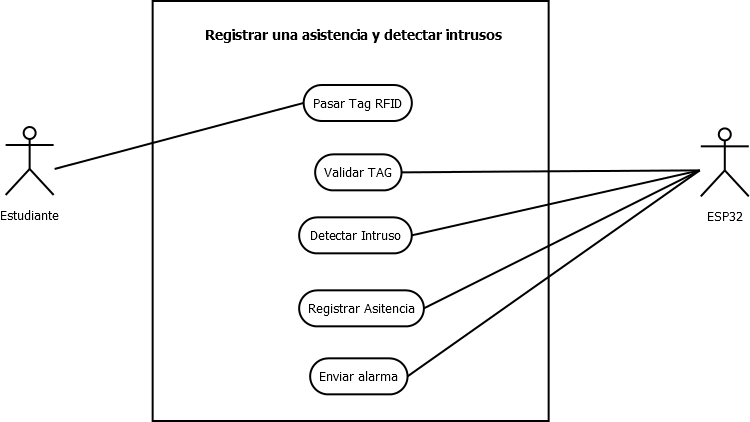 Registrar una asistencia y detectar intrusos
Pasar Tag RFID
Validar TAG
Estudiante
ESP32
Detectar Intruso
Registrar Asitencia
Enviar alarma